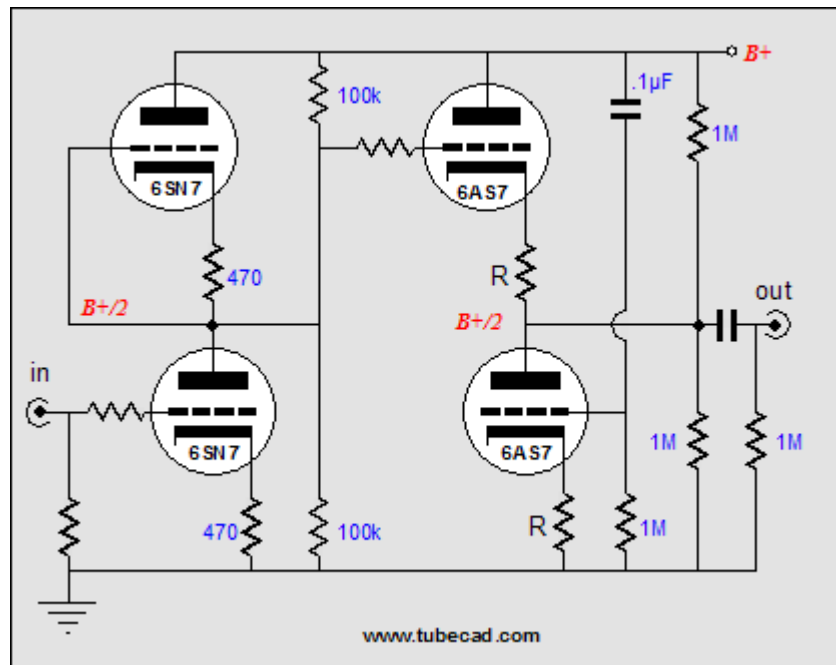 B+
100k
.1µF
1M
6SN7
6AS7
470
R
B+/2
B+/2
out
in
6SN7
6AS7
1M
1M
470
100k
R
1M
www.tubecad.com